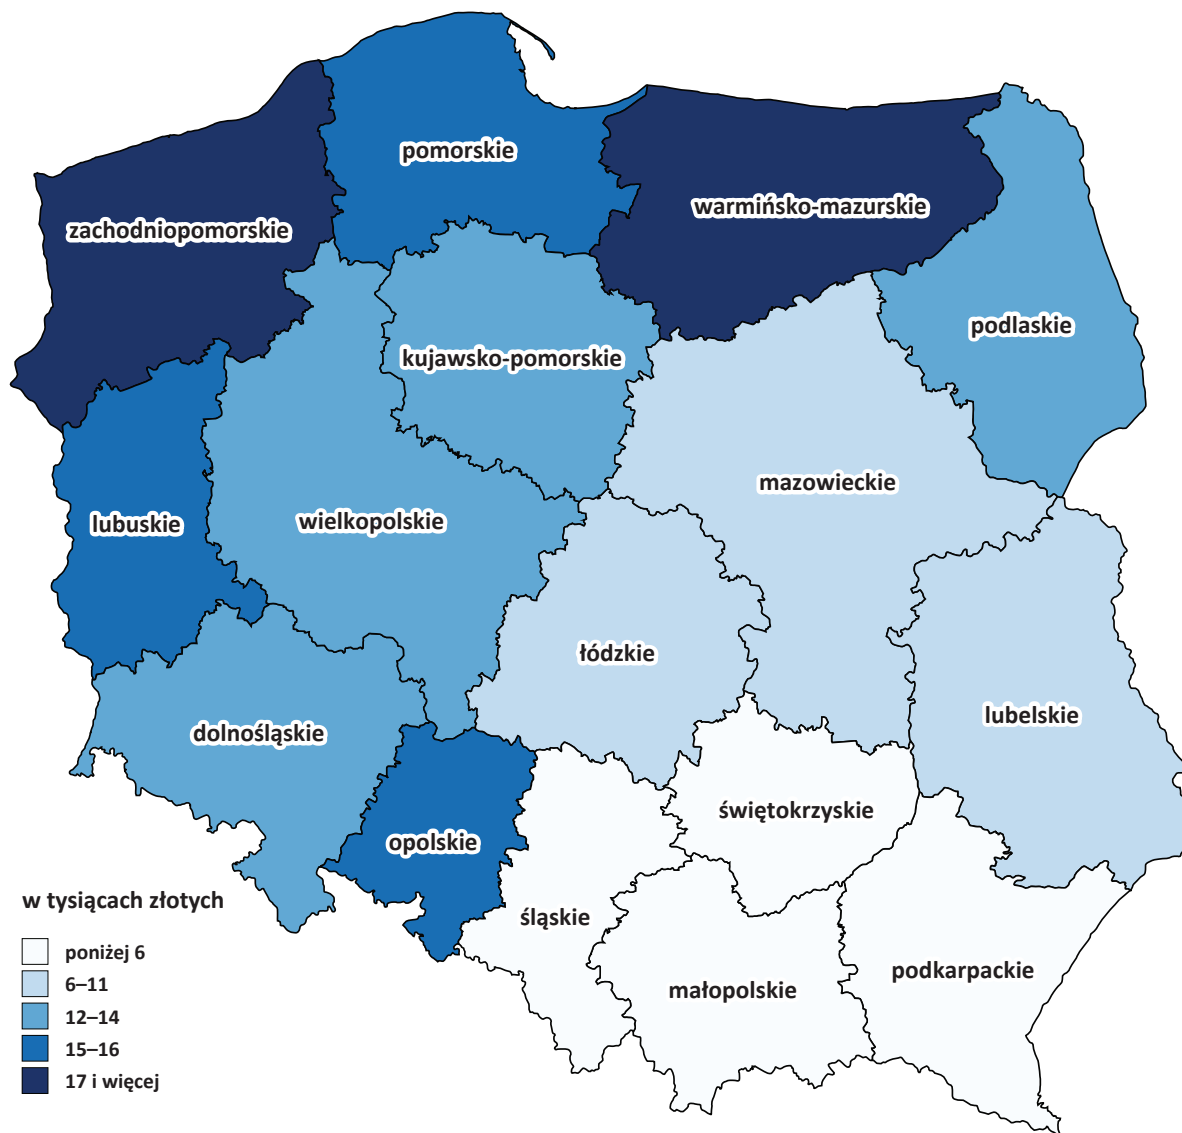 pomorskie
warmińsko-mazurskie
zachodniopomorskie
podlaskie
kujawsko-pomorskie
mazowieckie
wielkopolskie
lubuskie
łódzkie
lubelskie
dolnośląskie
świętokrzyskie
opolskie
śląskie
podkarpackie
małopolskie
w tysiącach złotych
poniżej 6
6–11
12–14
15–16
17 i więcej